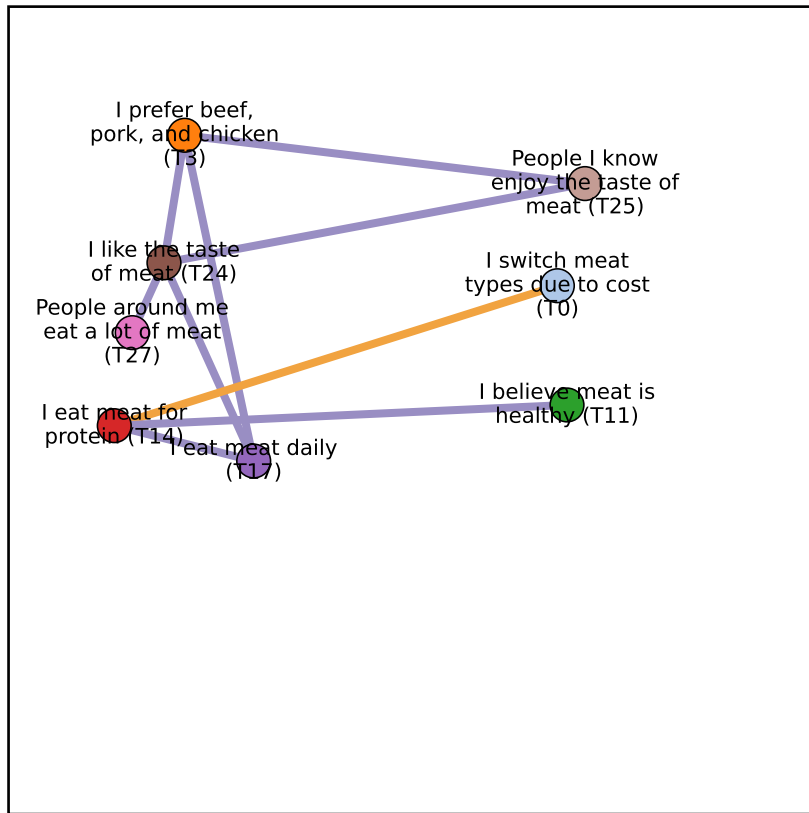 I prefer beef,
pork, and chicken
(T3)
People I know
enjoy the taste of
meat (T25)
I like the taste
of meat (T24)
I switch meat
types due to cost
(T0)
People around me
eat a lot of meat
(T27)
I believe meat is
healthy (T11)
I eat meat for
protein (T14)
I eat meat daily
(T17)